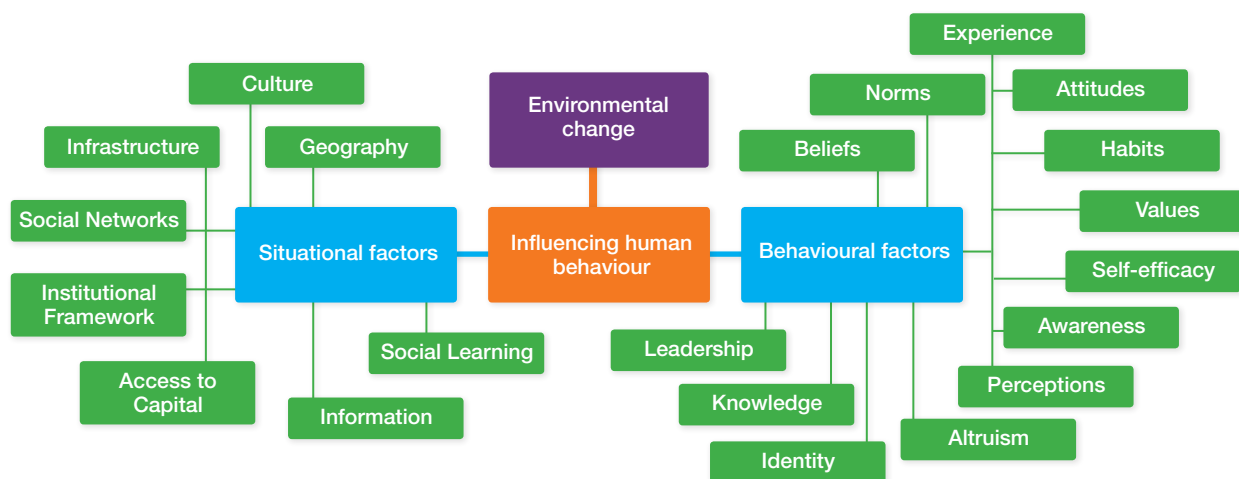 Experience
Culture
Environmental
change
Norms
Attitudes
Infrastructure
Geography
Beliefs
Habits
Social Networks
Situational factors
Influencing human
behaviour
Behavioural factors
Values
Institutional
Framework
Self-efficacy
Social Learning
Leadership
Awareness
Access to
Capital
Information
Knowledge
Perceptions
Identity
Altruism